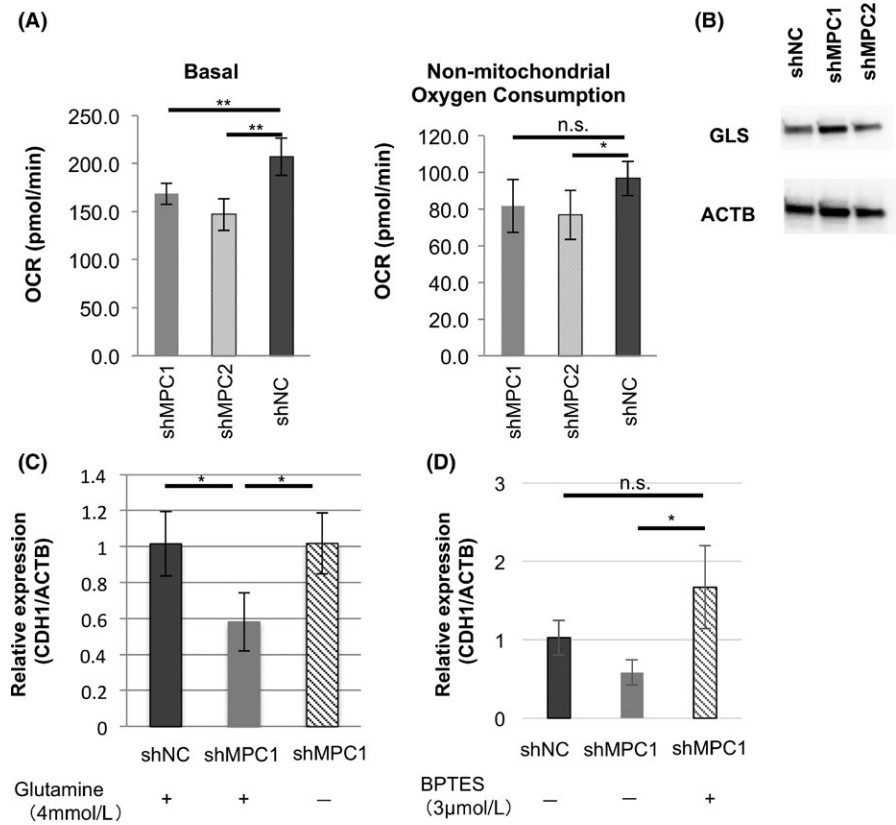 (A)
Basal
**
**
OCR (pmol/min)
250.0
200.0
150.0
100.0
50.0
0.0
shMPC1
shMPC2
shNC
Non-mitochondrial
Oxygen Consumption
n.s.
*
OCR (pmol/min)
120.0
100.0
80.0
60.0
40.0
20.0
0.0
shMPC1
shMPC2
shNC
(B)
shNC
shMPC1
shMPC2
GLS
ACTB
(C)
* *
Relative expression
(CDH1/ACTB)
1.4
1.2
1
0.8
0.6
0.4
0.2
0
shNC shMPC1 shMPC1
Glutamine
(4mmol/L) + + −
(D)
n.s.
*
Relative expression
(CDH1/ACTB)
3
2
1
0
shNC shMPC1 shMPC1
BPTES
(3μmol/L) − − +